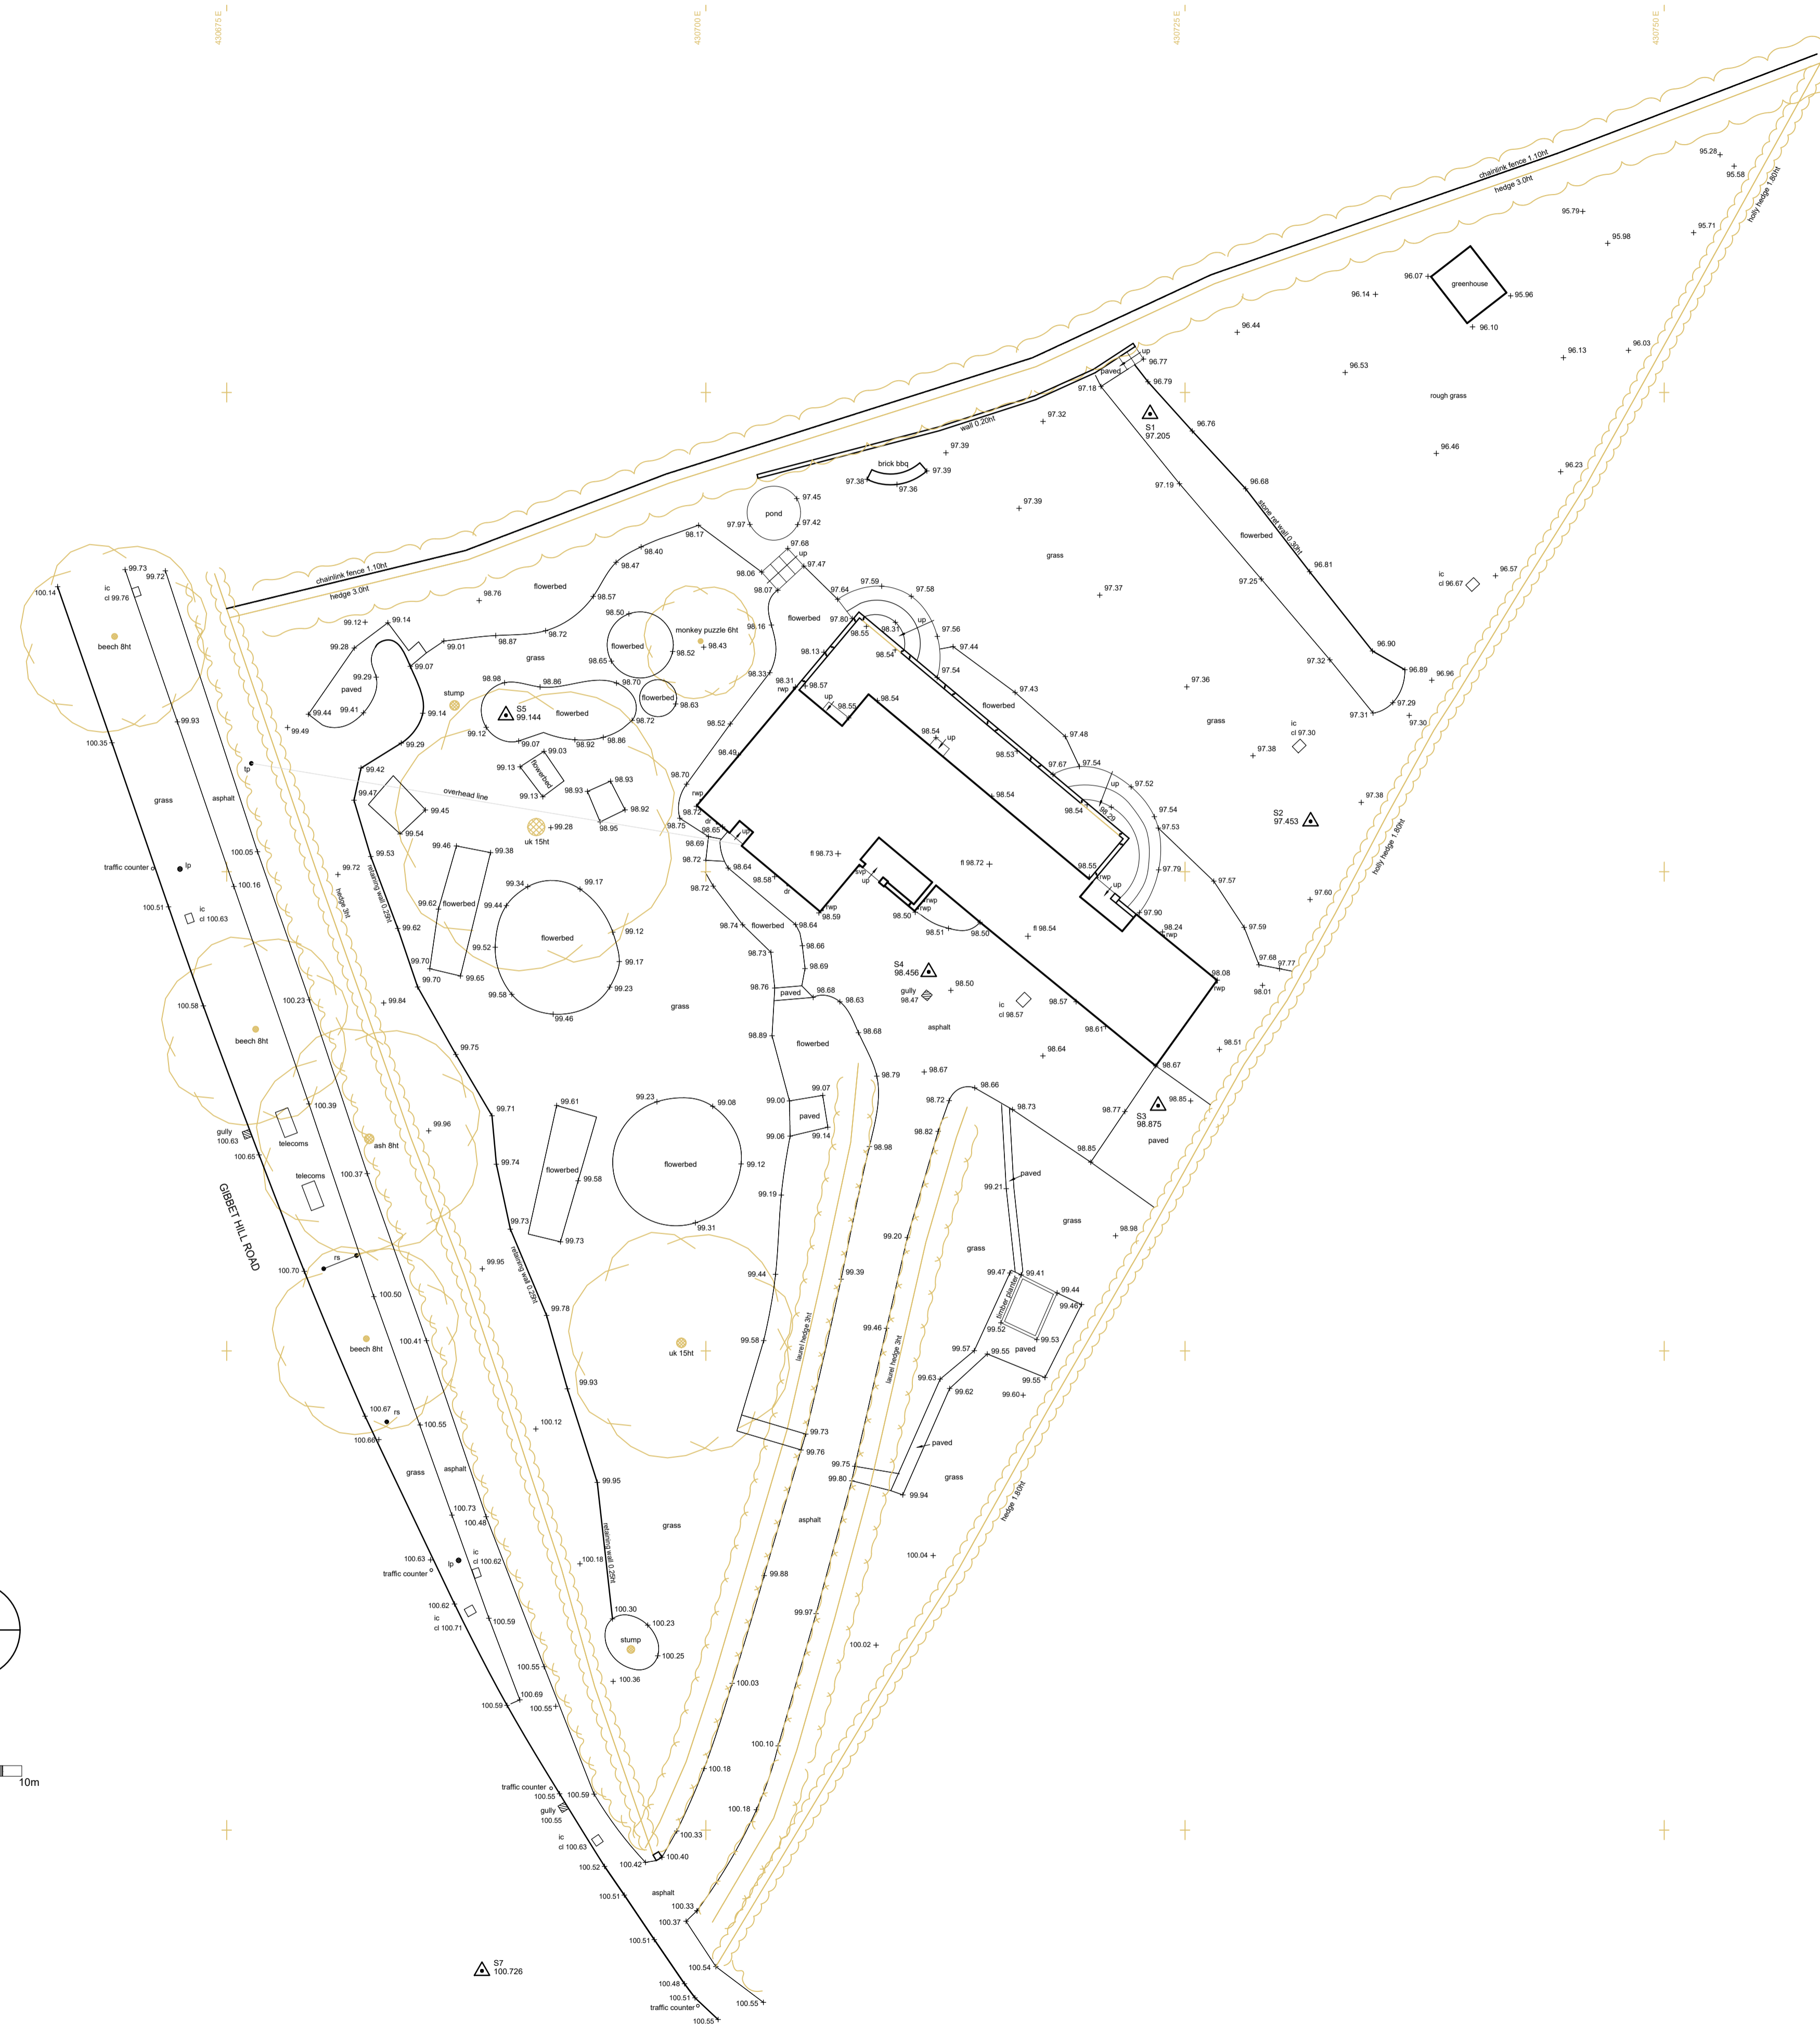 430675 E
430700 E
430725 E
430750 E
chainlink fence 1.10ht
hedge 3.0ht
holly hedge 1.80ht
95.28
95.58
95.79
95.71
95.98
96.07
greenhouse
96.14
95.96
96.44
96.10
96.03
96.13
96.53
up
96.77
paved
96.79
97.18
rough grass
S1
97.205
97.32
96.76
wall 0.20ht
97.39
96.46
brick bbq
97.39
96.23
97.38
97.36
97.19
96.68
97.45
pond
97.39
97.97
97.42
stone ret wall 0.30ht
flowerbed
98.17
97.68
up
98.40
grass
98.47
98.06
97.47
96.81
96.57
ic
cl 96.67
chainlink fence 1.10ht
hedge 3.0ht
flowerbed
98.07
97.59
97.58
97.25
97.64
97.37
99.73
99.72
100.14
ic
cl 99.76
98.76
98.57
98.50
98.16
flowerbed
97.80
up
98.55
98.31
99.12
99.14
monkey puzzle 6ht
beech 8ht
99.28
99.01
98.87
98.72
flowerbed
98.52
98.43
98.13
97.56
97.44
96.90
98.54
grass
98.65
99.07
97.54
97.32
96.89
96.96
99.29
98.33
98.31
rwp
98.57
paved
98.98
98.86
98.70
flowerbed
98.63
up
98.55
98.54
97.43
97.36
stump
99.44
99.41
99.14
S5
99.144
flowerbed
98.72
98.52
flowerbed
97.31
97.29
97.30
99.93
99.49
99.12
grass
ic
cl 97.30
100.35
99.29
99.07
98.92
98.86
98.49
98.54
up
97.48
98.53
97.38
99.03
tp
99.42
99.13
flowerbed
98.93
98.70
97.67
97.54
97.52
overhead line
99.13
98.93
rwp
up
grass
asphalt
99.47
99.45
98.92
98.72
98.54
97.54
97.38
98.54
98.29
98.75
S2
97.453
99.54
98.95
99.28
uk 15ht
dr
98.65
up
97.53
98.69
99.46
99.38
100.05
99.53
98.72
98.64
fl 98.73
fl 98.72
holly hedge 1.80ht
traffic counter
lp
99.72
retaining wall 0.25ht
98.58
dr
98.55
rwp
97.79
svp
up
up
97.57
100.16
hedge 3ht
99.34
99.17
98.72
97.60
100.51
ic
cl 100.63
99.62
flowerbed
99.44
rwp
98.59
98.50
rwp
rwp
97.90
99.62
98.74
flowerbed
98.64
98.51
98.50
fl 98.54
98.24
rwp
97.59
99.12
flowerbed
98.66
99.52
98.73
97.68
97.77
99.70
99.17
98.69
S4
98.456
98.08
rwp
99.70
99.65
99.58
99.23
98.76
paved
98.68
gully
98.47
98.50
98.01
100.23
99.84
98.63
ic
cl 98.57
98.57
100.58
grass
99.46
98.61
asphalt
beech 8ht
98.89
98.68
flowerbed
98.51
99.75
98.64
98.67
98.67
98.79
99.07
98.66
98.72
98.73
98.85
100.39
99.61
99.23
99.08
99.00
paved
98.77
99.71
S3
98.875
gully
100.63
telecoms
99.96
99.06
99.14
98.82
paved
ash 8ht
98.98
100.65
98.85
telecoms
100.37
99.74
flowerbed
99.58
flowerbed
99.12
paved
99.21
99.19
GIBBET HILL ROAD
99.31
grass
99.73
99.20
98.98
99.73
grass
rs
retaining wall 0.25ht
100.70
99.95
99.44
99.39
99.47
99.41
timber planter
99.44
99.46
100.50
99.78
99.46
99.52
99.53
laurel hedge 3ht
laurel hedge 3ht
100.41
99.58
beech 8ht
uk 15ht
99.57
99.55
paved
99.63
99.55
99.93
99.62
99.60
100.67
rs
100.55
100.12
99.73
100.66
99.76
paved
grass
asphalt
99.75
grass
99.80
99.95
99.94
hedge 1.80ht
100.73
100.48
grass
asphalt
100.63
lp
ic
cl 100.62
100.18
retaining wall 0.25ht
100.04
traffic counter
99.88
100.62
ic
cl 100.71
100.59
100.30
100.23
99.97
stump
100.02
100.55
100.25
100.36
100.03
100.69
100.59
100.55
100.10
10m
100.18
traffic counter
100.55
100.59
gully
100.55
100.18
100.33
ic
cl 100.63
100.40
100.52
100.42
asphalt
100.51
100.33
100.37
100.51
S7
100.726
100.54
100.48
100.51
traffic counter
100.55
100.55